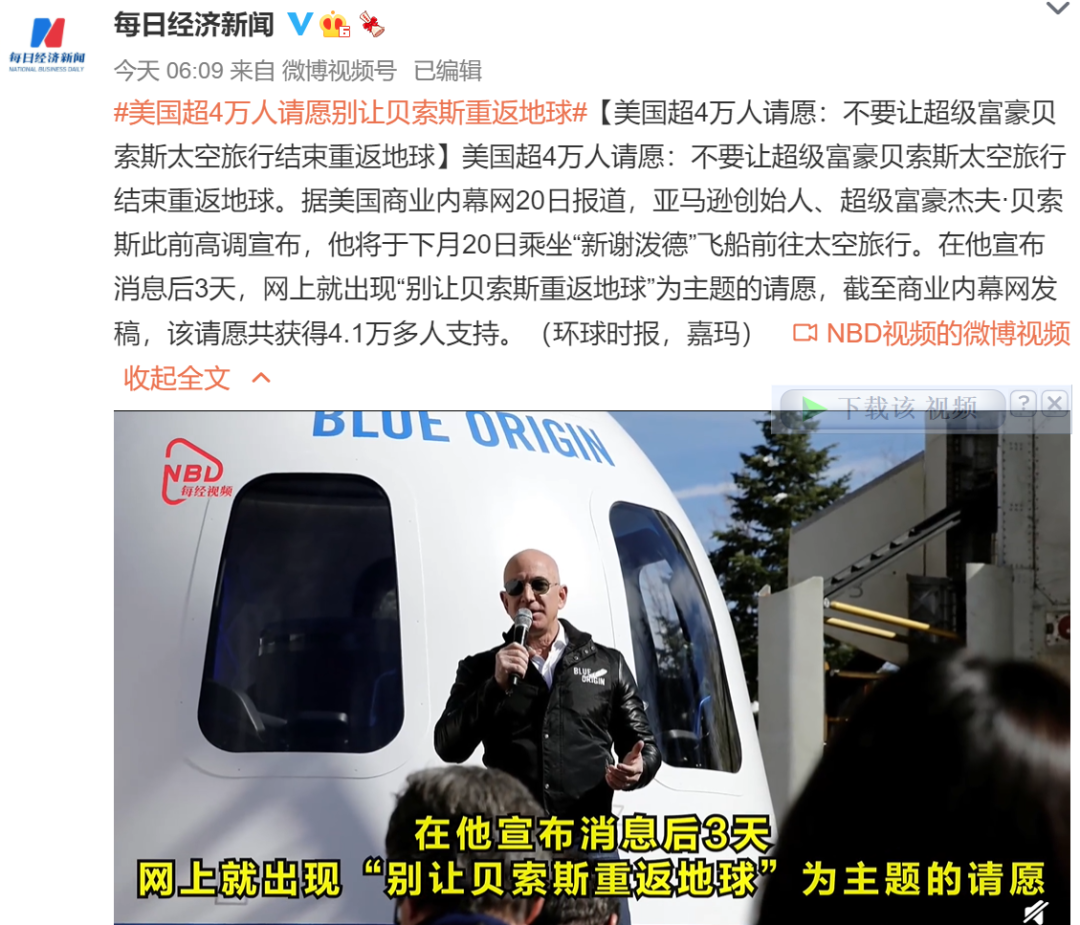 每日经济新闻
每日经济新闻
NATIONAL BUSINESS DAILY
今天 06:09 来自 微博视频号 已编辑
#美国超4万人请愿别让贝索斯重返地球#【美国超4万人请愿：不要让超级富豪贝
索斯太空旅行结束重返地球】美国超4万人请愿：不要让超级富豪贝索斯太空旅行
结束重返地球。据美国商业内幕网20日报道，亚马逊创始人、超级富豪杰夫·贝索
斯此前高调宣布，他将于下月20日乘坐“新谢泼德”飞船前往太空旅行。在他宣布
消息后3天，网上就出现“别让贝索斯重返地球”为主题的请愿，截至商业内幕网发
稿，该请愿共获得4.1万多人支持。（环球时报，嘉玛） NBD视频的微博视频
收起全文
下载该 视频 ?
BLUE ORIGIN
NBD
每经视频
BLUE
ORIGIN
在他宣布消息后3天
网上就出现“别让贝索斯重返地球”为主题的请愿